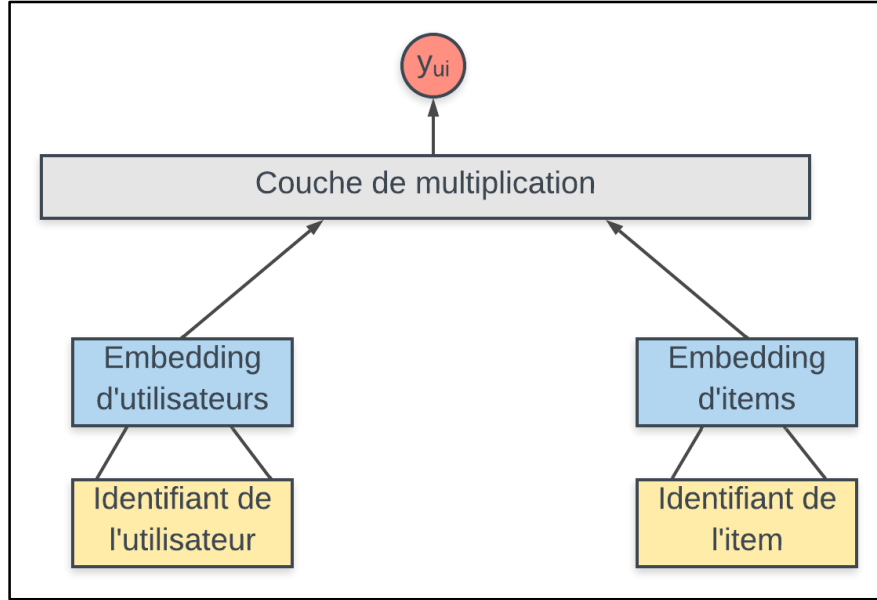 yui
Couche de multiplication
Embedding
d'utilisateurs
Embedding
d'items
Identifiant de
l'utilisateur
Identifiant de
l'item